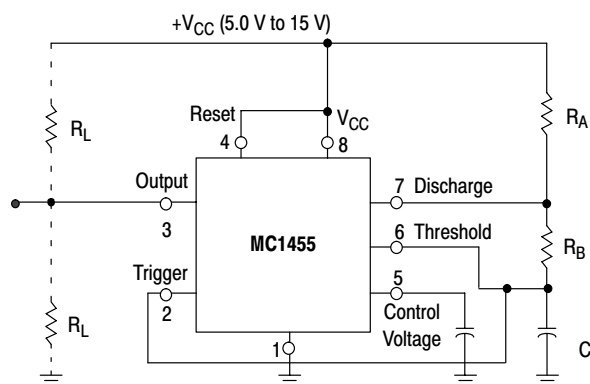 +VCC (5.0 V to 15 V)
Reset
VCC
4
8
RL
RA
Output
7 Discharge
3
6 Threshold
RB
MC1455
Trigger
5
2
Control
Voltage
RL
1
C